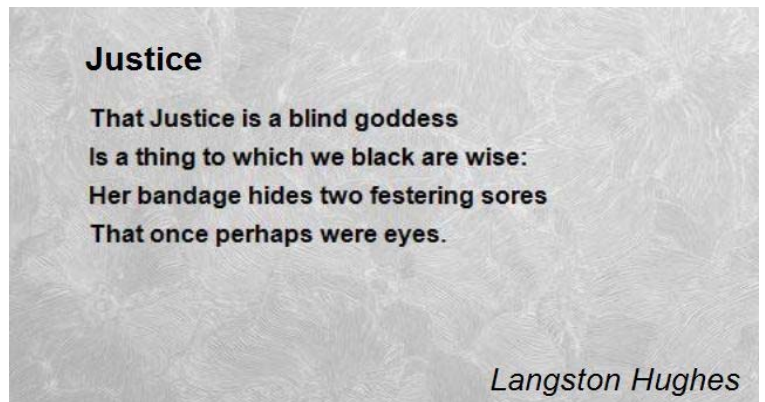 Justice
That Justice is a blind goddess
Is a thing to which we black are wise:
Her bandage hides two festering sores
That once perhaps were eyes.
Langston Hughes